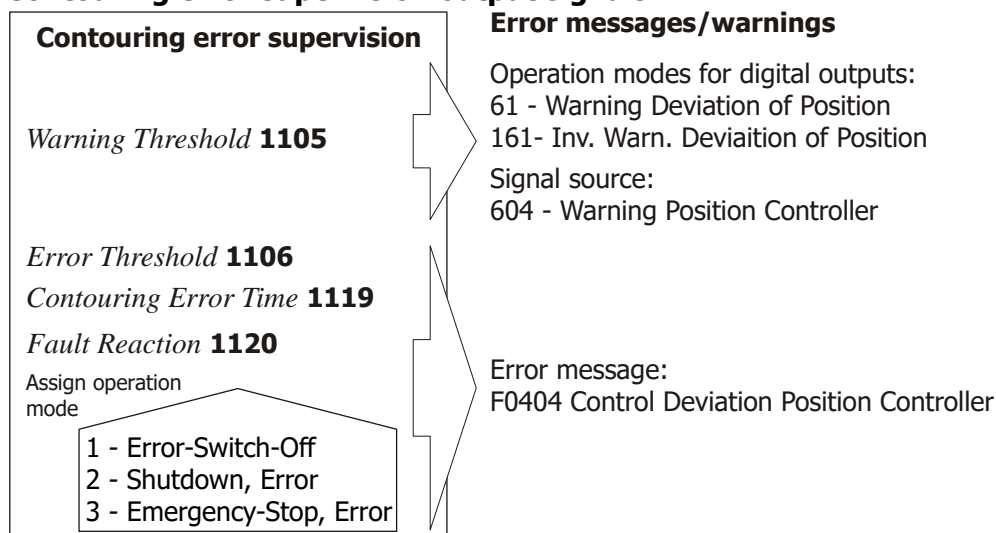 Contouring error supervision
Error messages/warnings
Warning Threshold 1105
Operation modes for digital outputs:
61 - Warning Deviation of Position
161- Inv. Warn. Deviaition of Position
Signal source:
604 - Warning Position Controller
Error Threshold 1106
Contouring Error Time 1119
Fault Reaction 1120
Assign operation
mode
1 - Error-Switch-Off
2 - Shutdown, Error
3 - Emergency-Stop, Error
Error message:
F0404 Control Deviation Position Controller